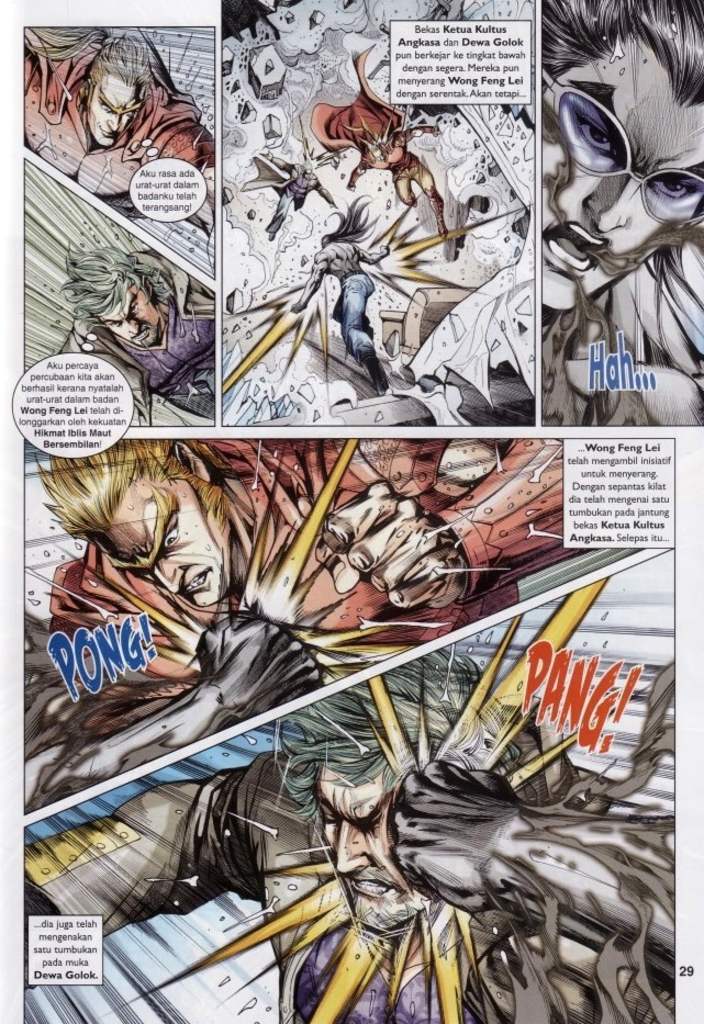 Aku rasa ada
urat-urat dalam
badanku telah
terangsang!
Aku percaya
percubaan kita akan
berhasil kerana nyatalah
urat-urat dalam badan
Wong Feng Lei telah di-
longgarkan oleh kekuatan
Hikmat Iblis Maut
Bersembilan!
Bekas Ketua Kultus
Angkasa dan Dewa Golok
pun berkejar ke tingkat bawah
dengan segera. Mereka pun
menyerang Wong Feng Lei
dengan serentak. Akan tetapi...
Hah...
...Wong Feng Lei
telah mengambil inisiatif
untuk menyerang.
Dengan sepantas kilat
dia telah mengenai satu
tumbukan pada jantung
bekas Ketua Kultus
Angkasa. Selepas itu...
PONG!
PANG!
...dia juga telah
mengenakan
satu tumbukan
pada muka
Dewa Golok.
29